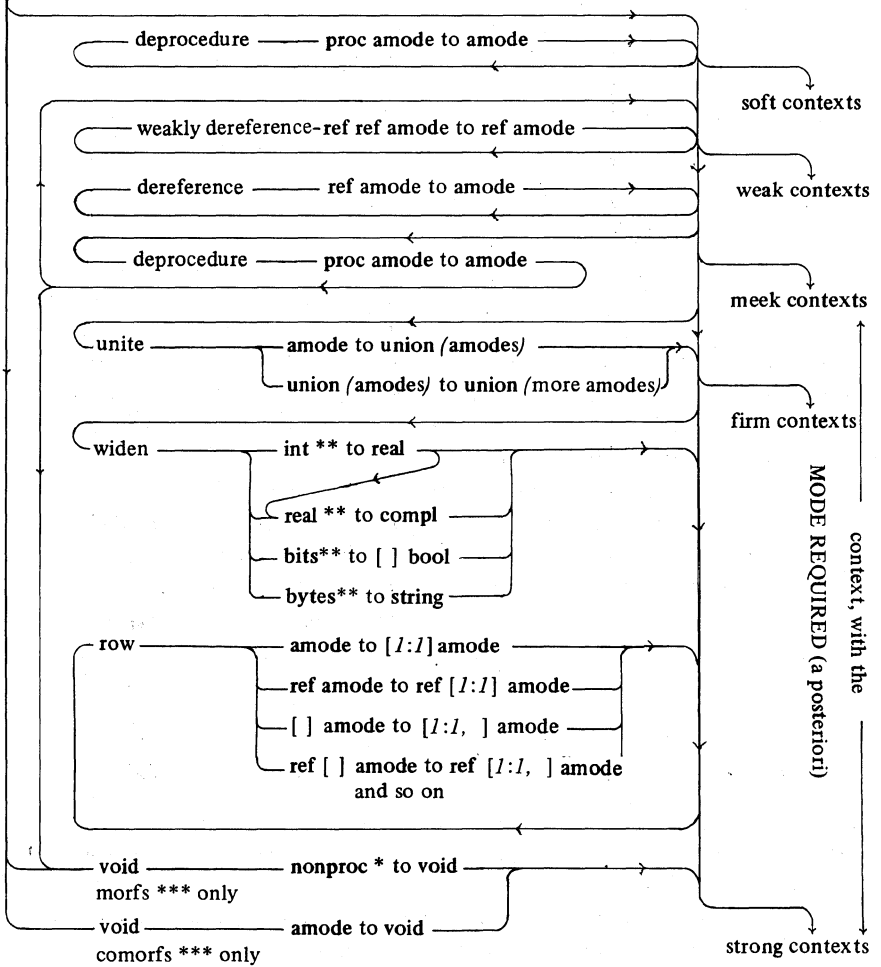 deprocedure proc amode to amode
soft contexts
weakly dereference-ref ref amode to ref amode
dereference ref amode to amode
weak contexts
deprocedure proc amode to amode
meek contexts
unite amode to union (amodes)
union (amodes) to union (more amodes)
firm contexts
widen int ** to real
real ** to compl
bits** to [ ] bool
bytes** to string
MODE REQUIRED (a posteriori)
context, with the
row amode to [1:1] amode
ref amode to ref [1:1] amode
[ ] amode to [1:1, ] amode
ref [ ] amode to ref [1:1, ] amode
and so on
void nonproc * to void
morfs *** only
void amode to void
comorfs *** only
strong contexts